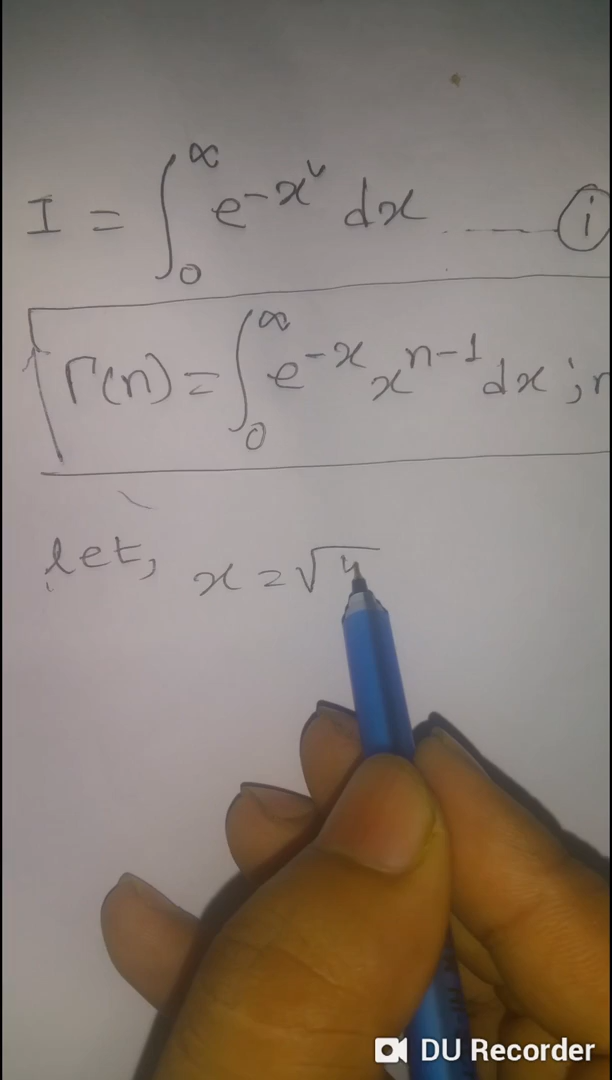 I = ∫₀^∞ e^{-x²} dx ...... (i)
Γ(n) = ∫₀^∞ e^{-x} x^{n-1} dx ;
let, x = √
DU Recorder